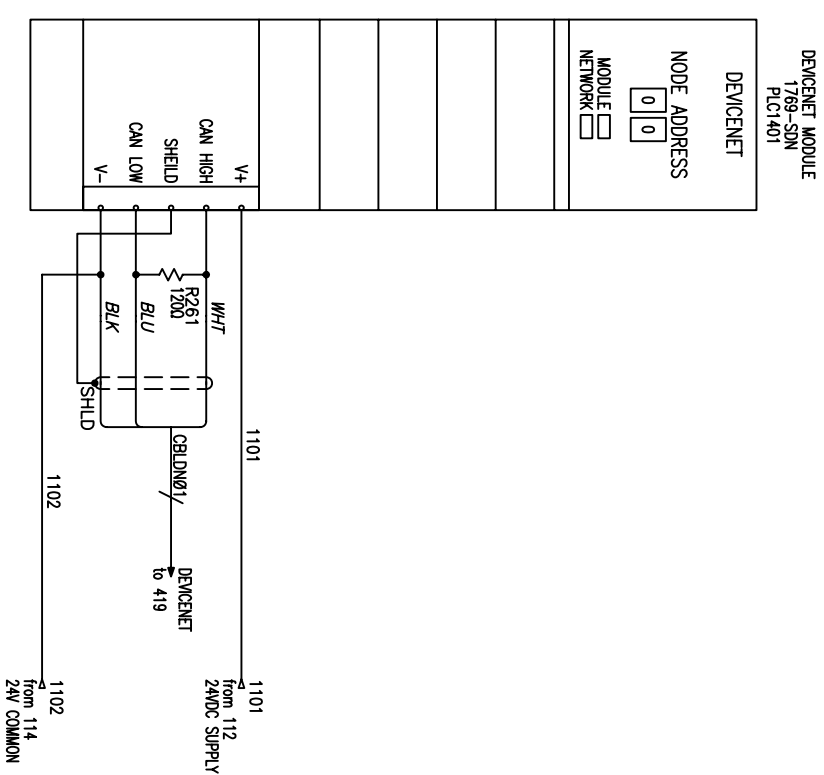 DEVICENET MODULE
1769-SDN
PLC1401
DEVICENET
NODE ADDRESS
0 0
MODULE
NETWORK
V+
CAN HIGH
SHEILD
CAN LOW
V-
WHT
R261
120Ω
BLU
BLK
SHLD
CBLDNØ1
1101
1102
DEVICENET
to 419
1101
from 112
24VDC SUPPLY
1102
from 114
24V COMMON